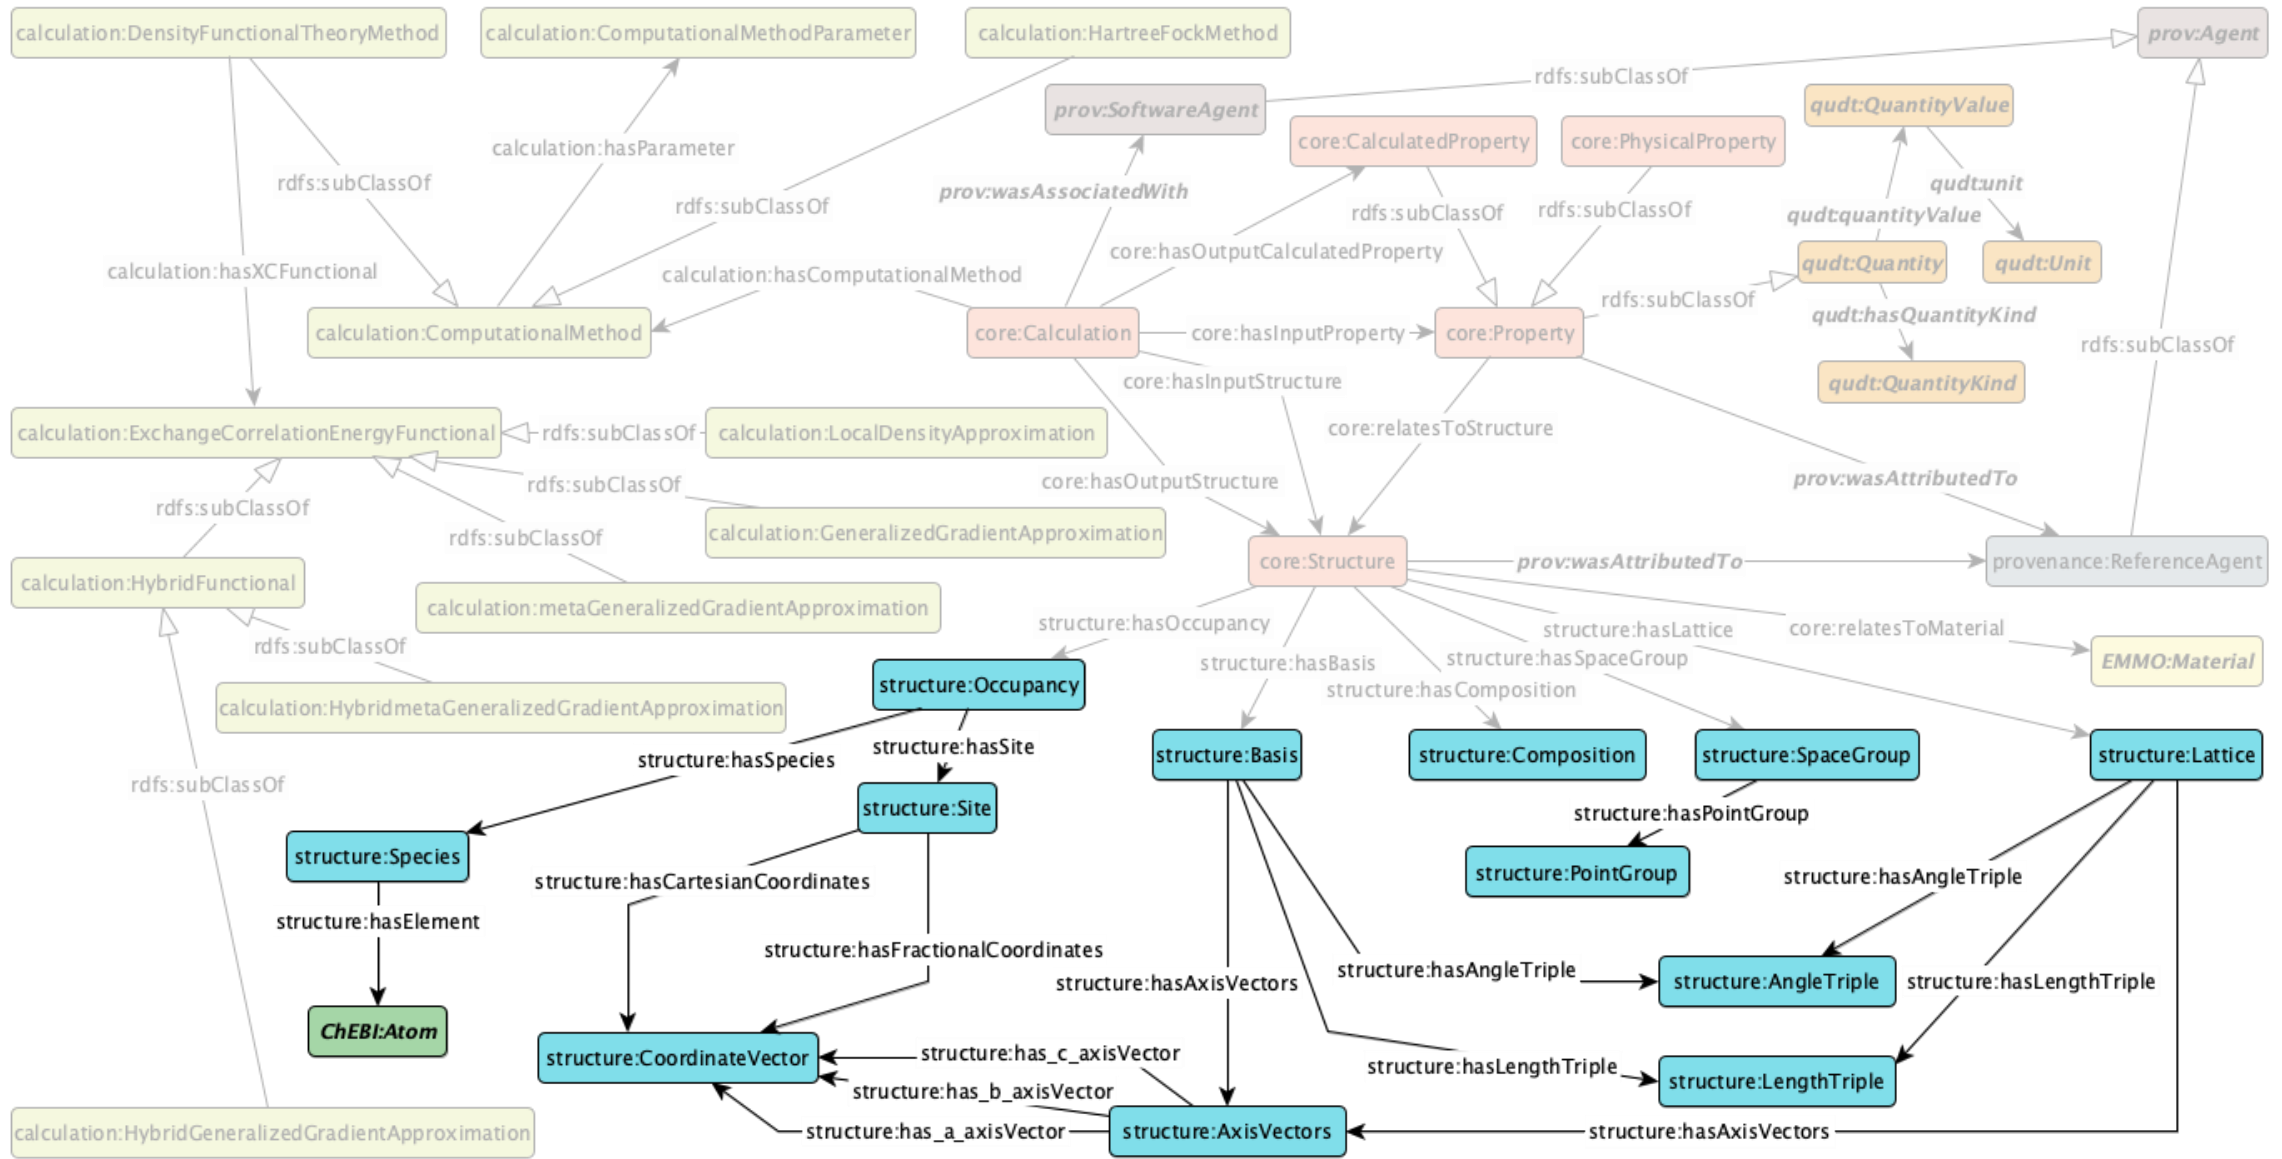 calculation:DensityFunctionalTheoryMethod
calculation:ComputationalMethodParameter
calculation:HartreeFockMethod
prov:Agent
rdfs:subClassOf
prov:SoftwareAgent
qudt:QuantityValue
core:CalculatedProperty
core:PhysicalProperty
calculation:hasParameter
rdfs:subClassOf
qudt:unit
prov:wasAssociatedWith
rdfs:subClassOf
rdfs:subClassOf
rdfs:subClassOf
qudt:quantityValue
core:hasOutputCalculatedProperty
calculation:hasXCFunctional
calculation:hasComputationalMethod
qudt:Quantity
qudt:Unit
rdfs:subClassOf
qudt:hasQuantityKind
calculation:ComputationalMethod
core:Calculation
core:hasInputProperty
core:Property
rdfs:subClassOf
core:hasInputStructure
qudt:QuantityKind
calculation:ExchangeCorrelationEnergyFunctional
rdfs:subClassOf
calculation:LocalDensityApproximation
core:relatesToStructure
rdfs:subClassOf
core:hasOutputStructure
prov:wasAttributedTo
rdfs:subClassOf
rdfs:subClassOf
calculation:GeneralizedGradientApproximation
core:Structure
prov:wasAttributedTo
provenance:ReferenceAgent
calculation:HybridFunctional
calculation:metaGeneralizedGradientApproximation
structure:hasOccupancy
structure:hasLattice
core:relatesToMaterial
rdfs:subClassOf
structure:hasBasis
structure:hasSpaceGroup
EMMO:Material
structure:Occupancy
structure:hasComposition
calculation:HybridmetaGeneralizedGradientApproximation
structure:hasSpecies
structure:hasSite
structure:Basis
structure:Composition
structure:SpaceGroup
structure:Lattice
rdfs:subClassOf
structure:Site
structure:hasPointGroup
structure:Species
structure:PointGroup
structure:hasCartesianCoordinates
structure:hasAngleTriple
structure:hasElement
structure:hasFractionalCoordinates
structure:hasAngleTriple
structure:hasAxisVectors
structure:AngleTriple
structure:hasLengthTriple
ChEBI:Atom
structure:CoordinateVector
structure:has_c_axisVector
structure:hasLengthTriple
structure:LengthTriple
structure:has_b_axisVector
calculation:HybridGeneralizedGradientApproximation
structure:has_a_axisVector
structure:AxisVectors
structure:hasAxisVectors